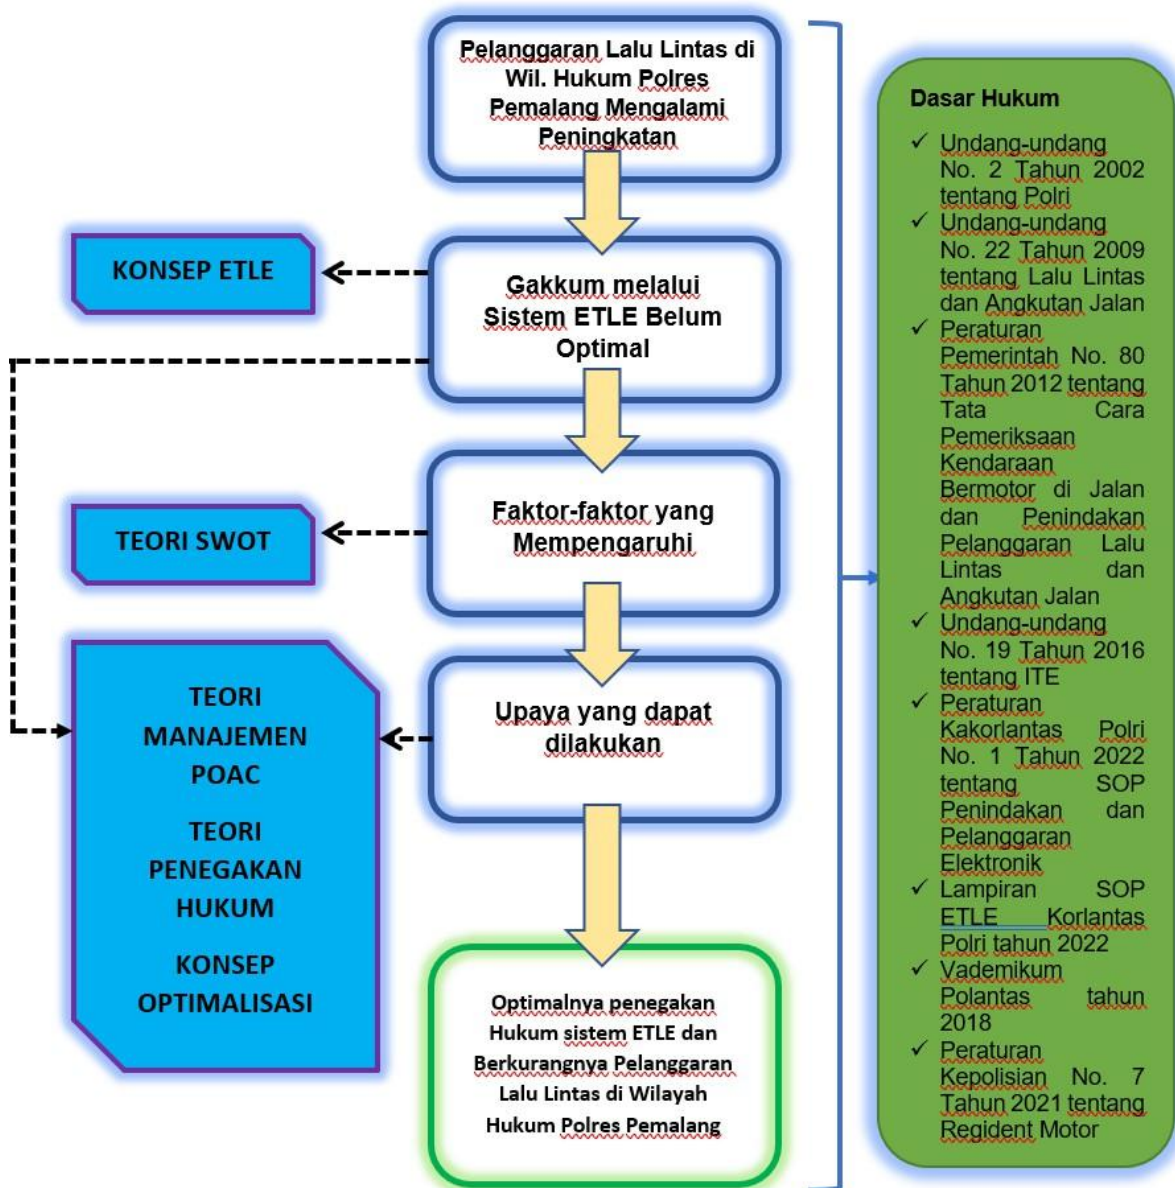 Pelanggaran Lalu Lintas di
Wil. Hukum Polres
Pemalang Mengalami
Peningkatan
KONSEP ETLE
Gakkum melalui
Sistem ETLE Belum
Optimal
TEORI SWOT
Faktor-faktor yang
Mempengaruhi
TEORI
MANAJEMEN
POAC
TEORI
PENEGAKAN
HUKUM
KONSEP
OPTIMALISASI
Upaya yang dapat
dilakukan
Optimalnya penegakan
Hukum sistem ETLE dan
Berkurangnya Pelanggaran
Lalu Lintas di Wilayah
Hukum Polres Pemalang
Dasar Hukum
✓ Undang-undang
No. 2 Tahun 2002
tentang Polri
✓ Undang-undang
No. 22 Tahun 2009
tentang Lalu Lintas
dan Angkutan Jalan
✓ Peraturan
Pemerintah No. 80
Tahun 2012 tentang
Tata Cara
Pemeriksaan
Kendaraan
Bermotor di Jalan
dan Penindakan
Pelanggaran Lalu
Lintas dan
Angkutan Jalan
✓ Undang-undang
No. 19 Tahun 2016
tentang ITE
✓ Peraturan
Kakorlantas Polri
No. 1 Tahun 2022
tentang SOP
Penindakan dan
Pelanggaran
Elektronik
✓ Lampiran SOP
ETLE Korlantas
Polri tahun 2022
✓ Vademikum
Polantas tahun
2018
✓ Peraturan
Kepolisian No. 7
Tahun 2021 tentang
Regident Motor